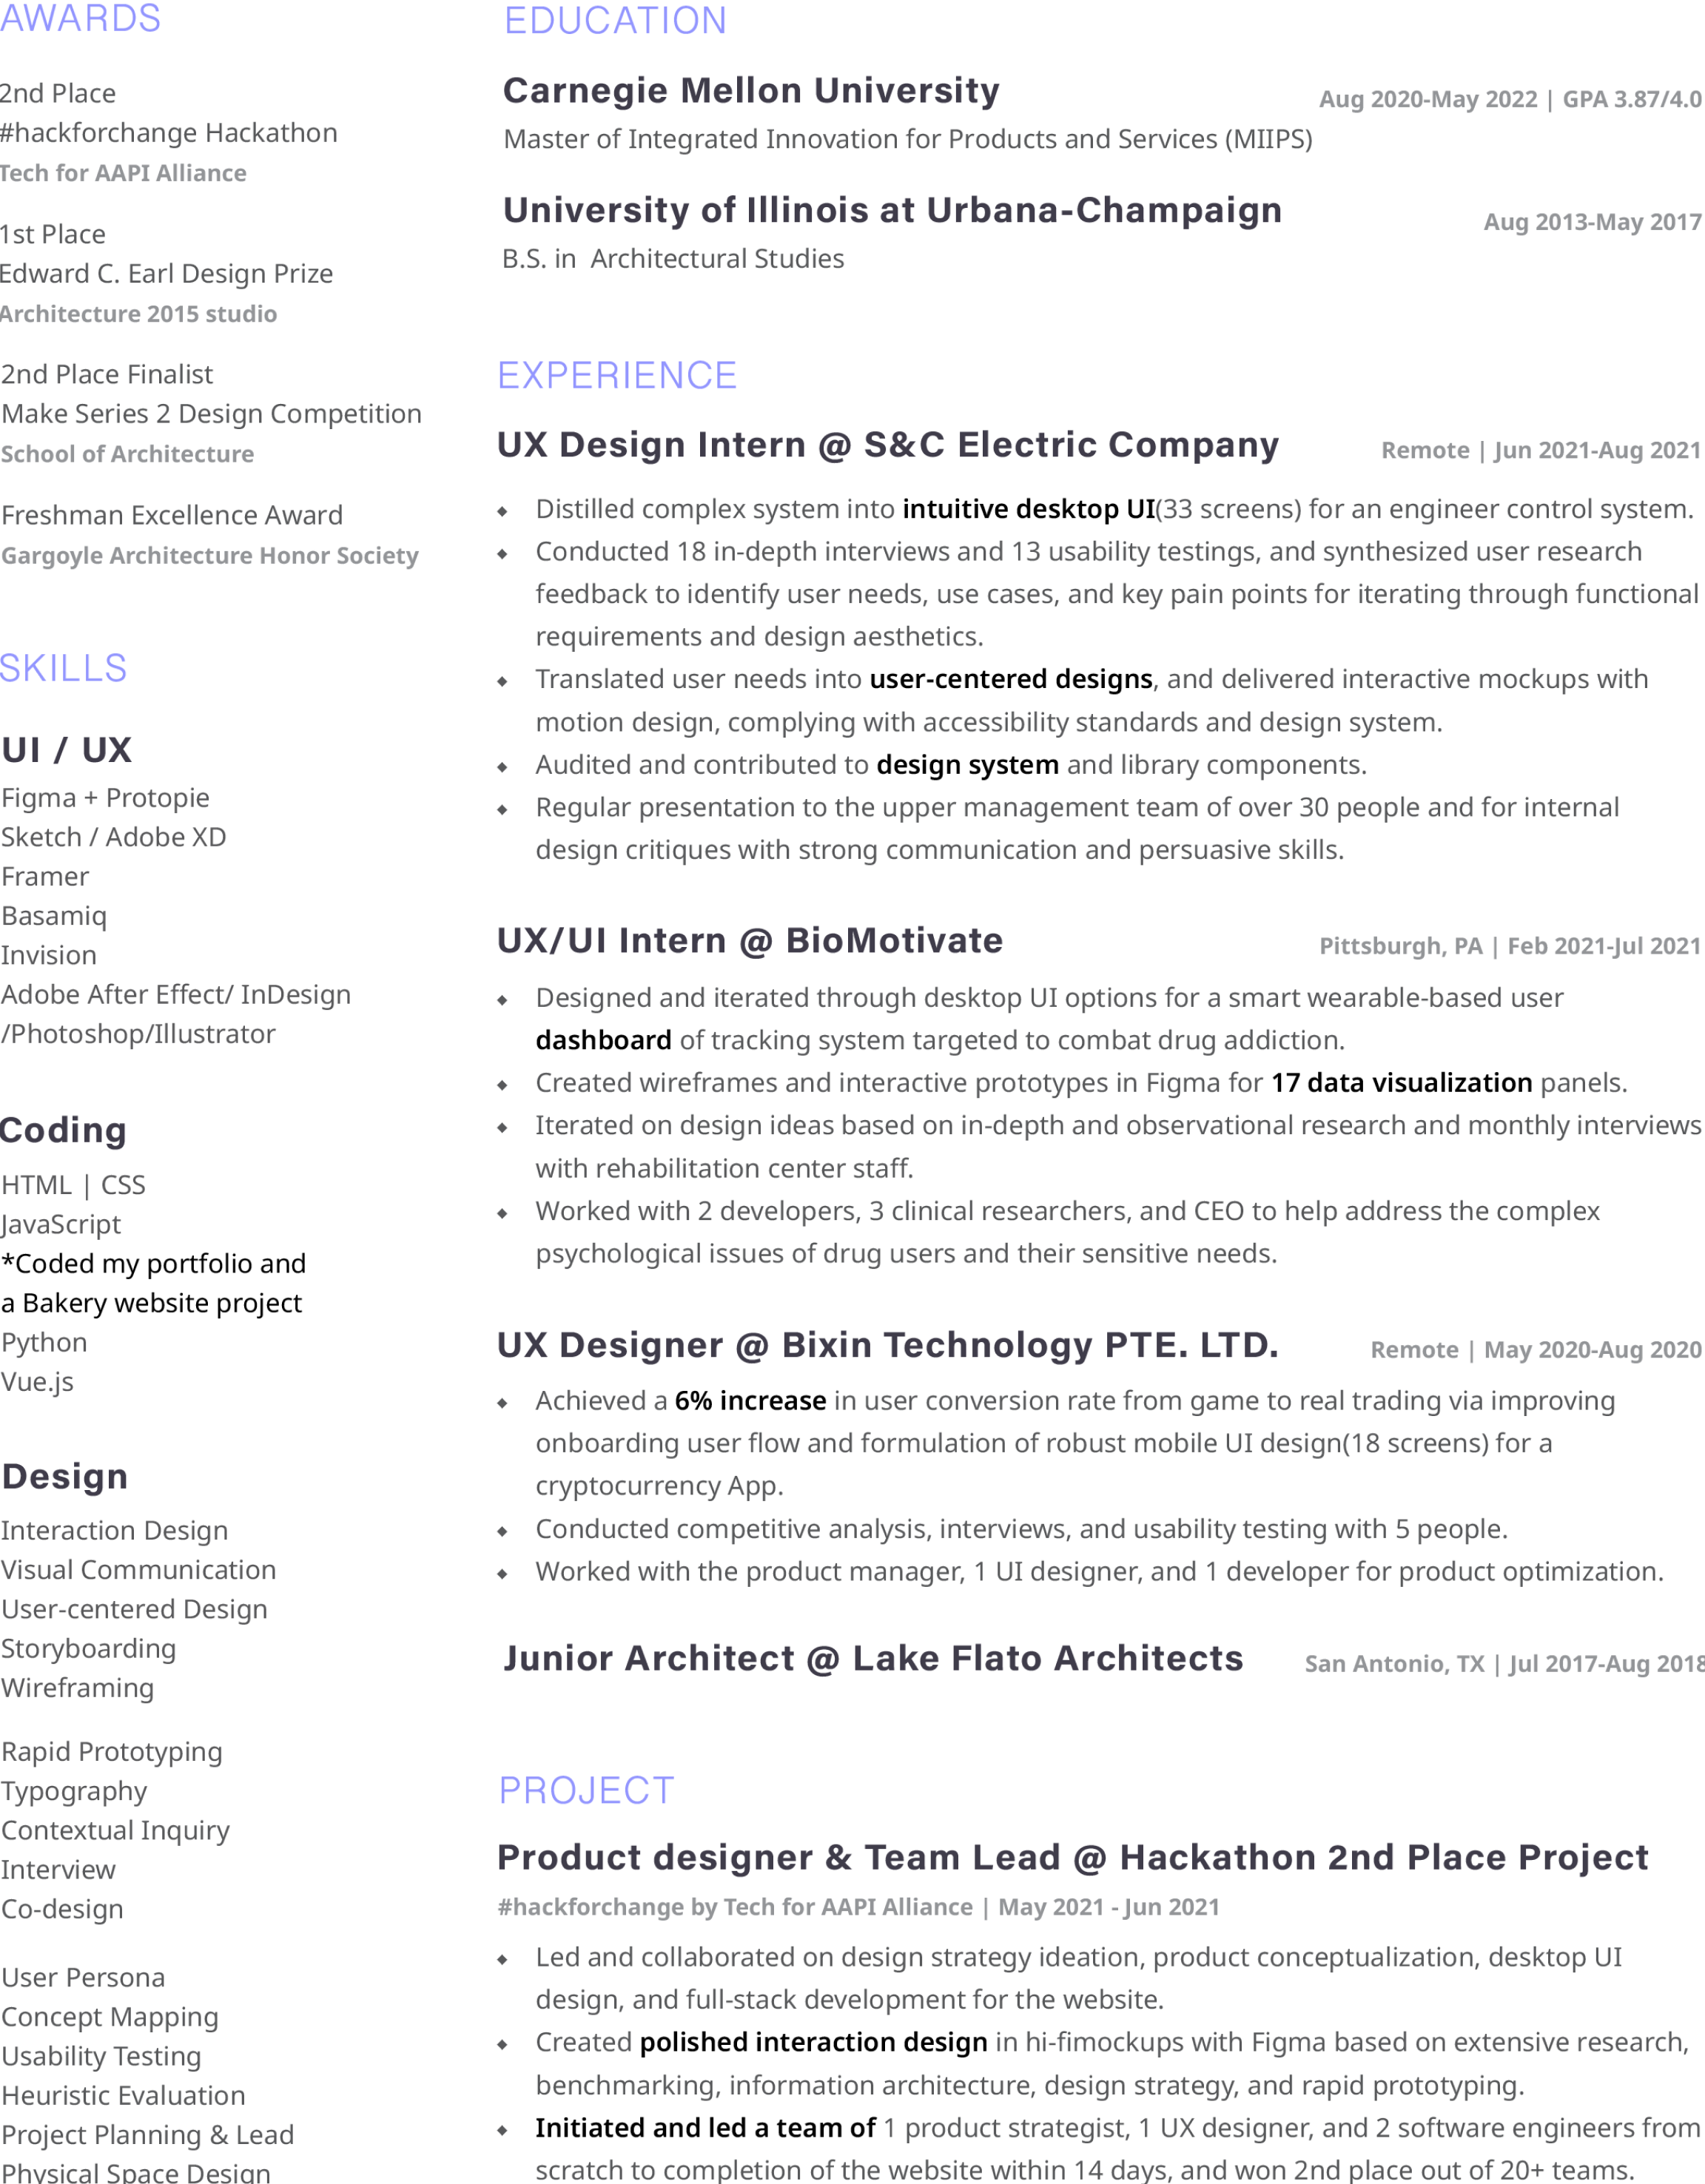 AWARDS
2nd Place
#hackforchange Hackathon
Tech for AAPI Alliance
1st Place
Edward C. Earl Design Prize
Architecture 2015 studio
2nd Place Finalist
Make Series 2 Design Competition
School of Architecture
Freshman Excellence Award
Gargoyle Architecture Honor Society
SKILLS
UI / UX
Figma + Protopie
Sketch / Adobe XD
Framer
Basamiq
Invision
Adobe After Effect/ InDesign
/Photoshop/Illustrator
Coding
HTML | CSS
JavaScript
*Coded my portfolio and
a Bakery website project
Python
Vue.js
Design
Interaction Design
Visual Communication
User-centered Design
Storyboarding
Wireframing
Rapid Prototyping
Typography
Contextual Inquiry
Interview
Co-design
User Persona
Concept Mapping
Usability Testing
Heuristic Evaluation
Project Planning & Lead
Physical Space Design
EDUCATION
Carnegie Mellon University Aug 2020-May 2022 | GPA 3.87/4.0
Master of Integrated Innovation for Products and Services (MIIPS)
University of Illinois at Urbana-Champaign Aug 2013-May 2017
B.S. in  Architectural Studies
EXPERIENCE
UX Design Intern @ S&C Electric Company Remote | Jun 2021-Aug 2021
⬥ Distilled complex system into intuitive desktop UI(33 screens) for an engineer control system.
⬥ Conducted 18 in-depth interviews and 13 usability testings, and synthesized user research
feedback to identify user needs, use cases, and key pain points for iterating through functional
requirements and design aesthetics.
⬥ Translated user needs into user-centered designs, and delivered interactive mockups with
motion design, complying with accessibility standards and design system.
⬥ Audited and contributed to design system and library components.
⬥ Regular presentation to the upper management team of over 30 people and for internal
design critiques with strong communication and persuasive skills.
UX/UI Intern @ BioMotivate Pittsburgh, PA | Feb 2021-Jul 2021
⬥ Designed and iterated through desktop UI options for a smart wearable-based user
dashboard of tracking system targeted to combat drug addiction.
⬥ Created wireframes and interactive prototypes in Figma for 17 data visualization panels.
⬥ Iterated on design ideas based on in-depth and observational research and monthly interviews
with rehabilitation center staff.
⬥ Worked with 2 developers, 3 clinical researchers, and CEO to help address the complex
psychological issues of drug users and their sensitive needs.
UX Designer @ Bixin Technology PTE. LTD. Remote | May 2020-Aug 2020
⬥ Achieved a 6% increase in user conversion rate from game to real trading via improving
onboarding user flow and formulation of robust mobile UI design(18 screens) for a
cryptocurrency App.
⬥ Conducted competitive analysis, interviews, and usability testing with 5 people.
⬥ Worked with the product manager, 1 UI designer, and 1 developer for product optimization.
Junior Architect @ Lake Flato Architects San Antonio, TX | Jul 2017-Aug 2018
PROJECT
Product designer & Team Lead @ Hackathon 2nd Place Project
#hackforchange by Tech for AAPI Alliance | May 2021 - Jun 2021
⬥ Led and collaborated on design strategy ideation, product conceptualization, desktop UI
design, and full-stack development for the website.
⬥ Created polished interaction design in hi-fimockups with Figma based on extensive research,
benchmarking, information architecture, design strategy, and rapid prototyping.
⬥ Initiated and led a team of 1 product strategist, 1 UX designer, and 2 software engineers from
scratch to completion of the website within 14 days, and won 2nd place out of 20+ teams.